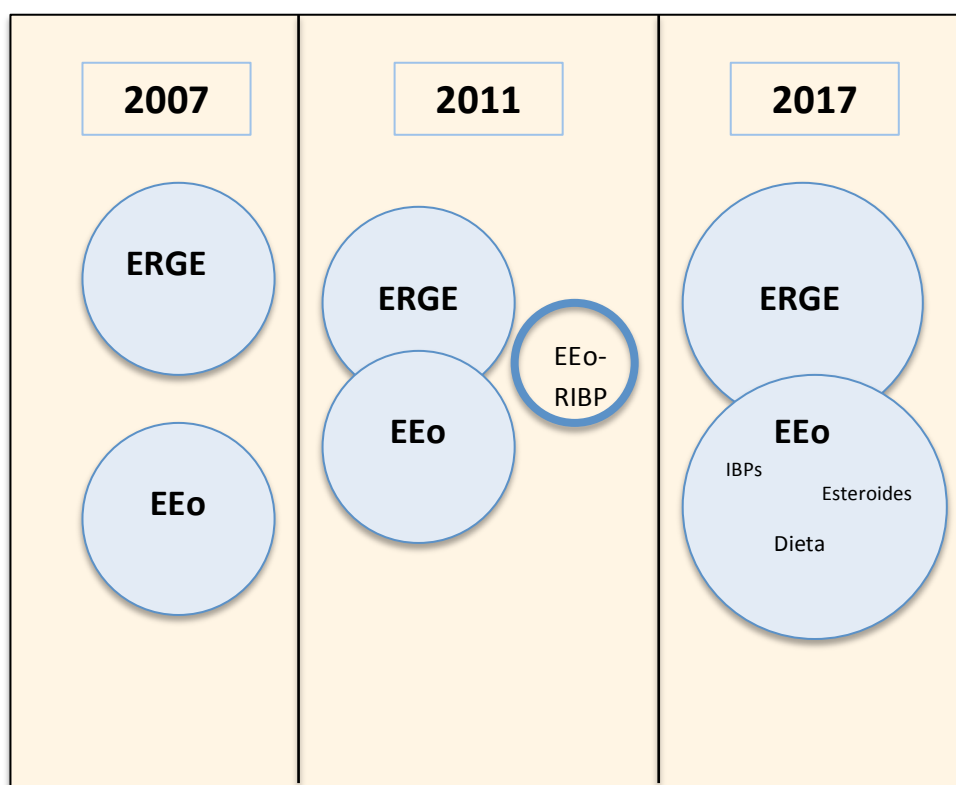 2007
ERGE
EEo
2011
ERGE
EEo-
RIBP
EEo
2017
ERGE
EEo
IBPs
Esteroides
Dieta